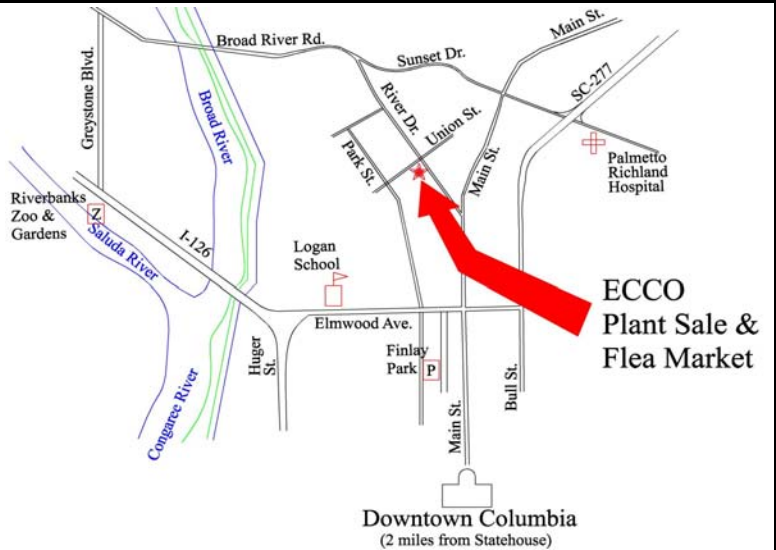 Main St.
Broad River Rd.
Sunset Dr.
SC-277
Greystone Blvd.
Broad River
River Dr.
Union St.
Park St.
Main St.
Palmetto
Richland
Hospital
Riverbanks
Zoo &
Gardens
Z
Saluda River
I-126
Logan
School
ECCO
Plant Sale &
Flea Market
Elmwood Ave.
Huger
St.
Finlay
Park
P
Bull St.
Main St.
Congaree River
Downtown Columbia
(2 miles from Statehouse)